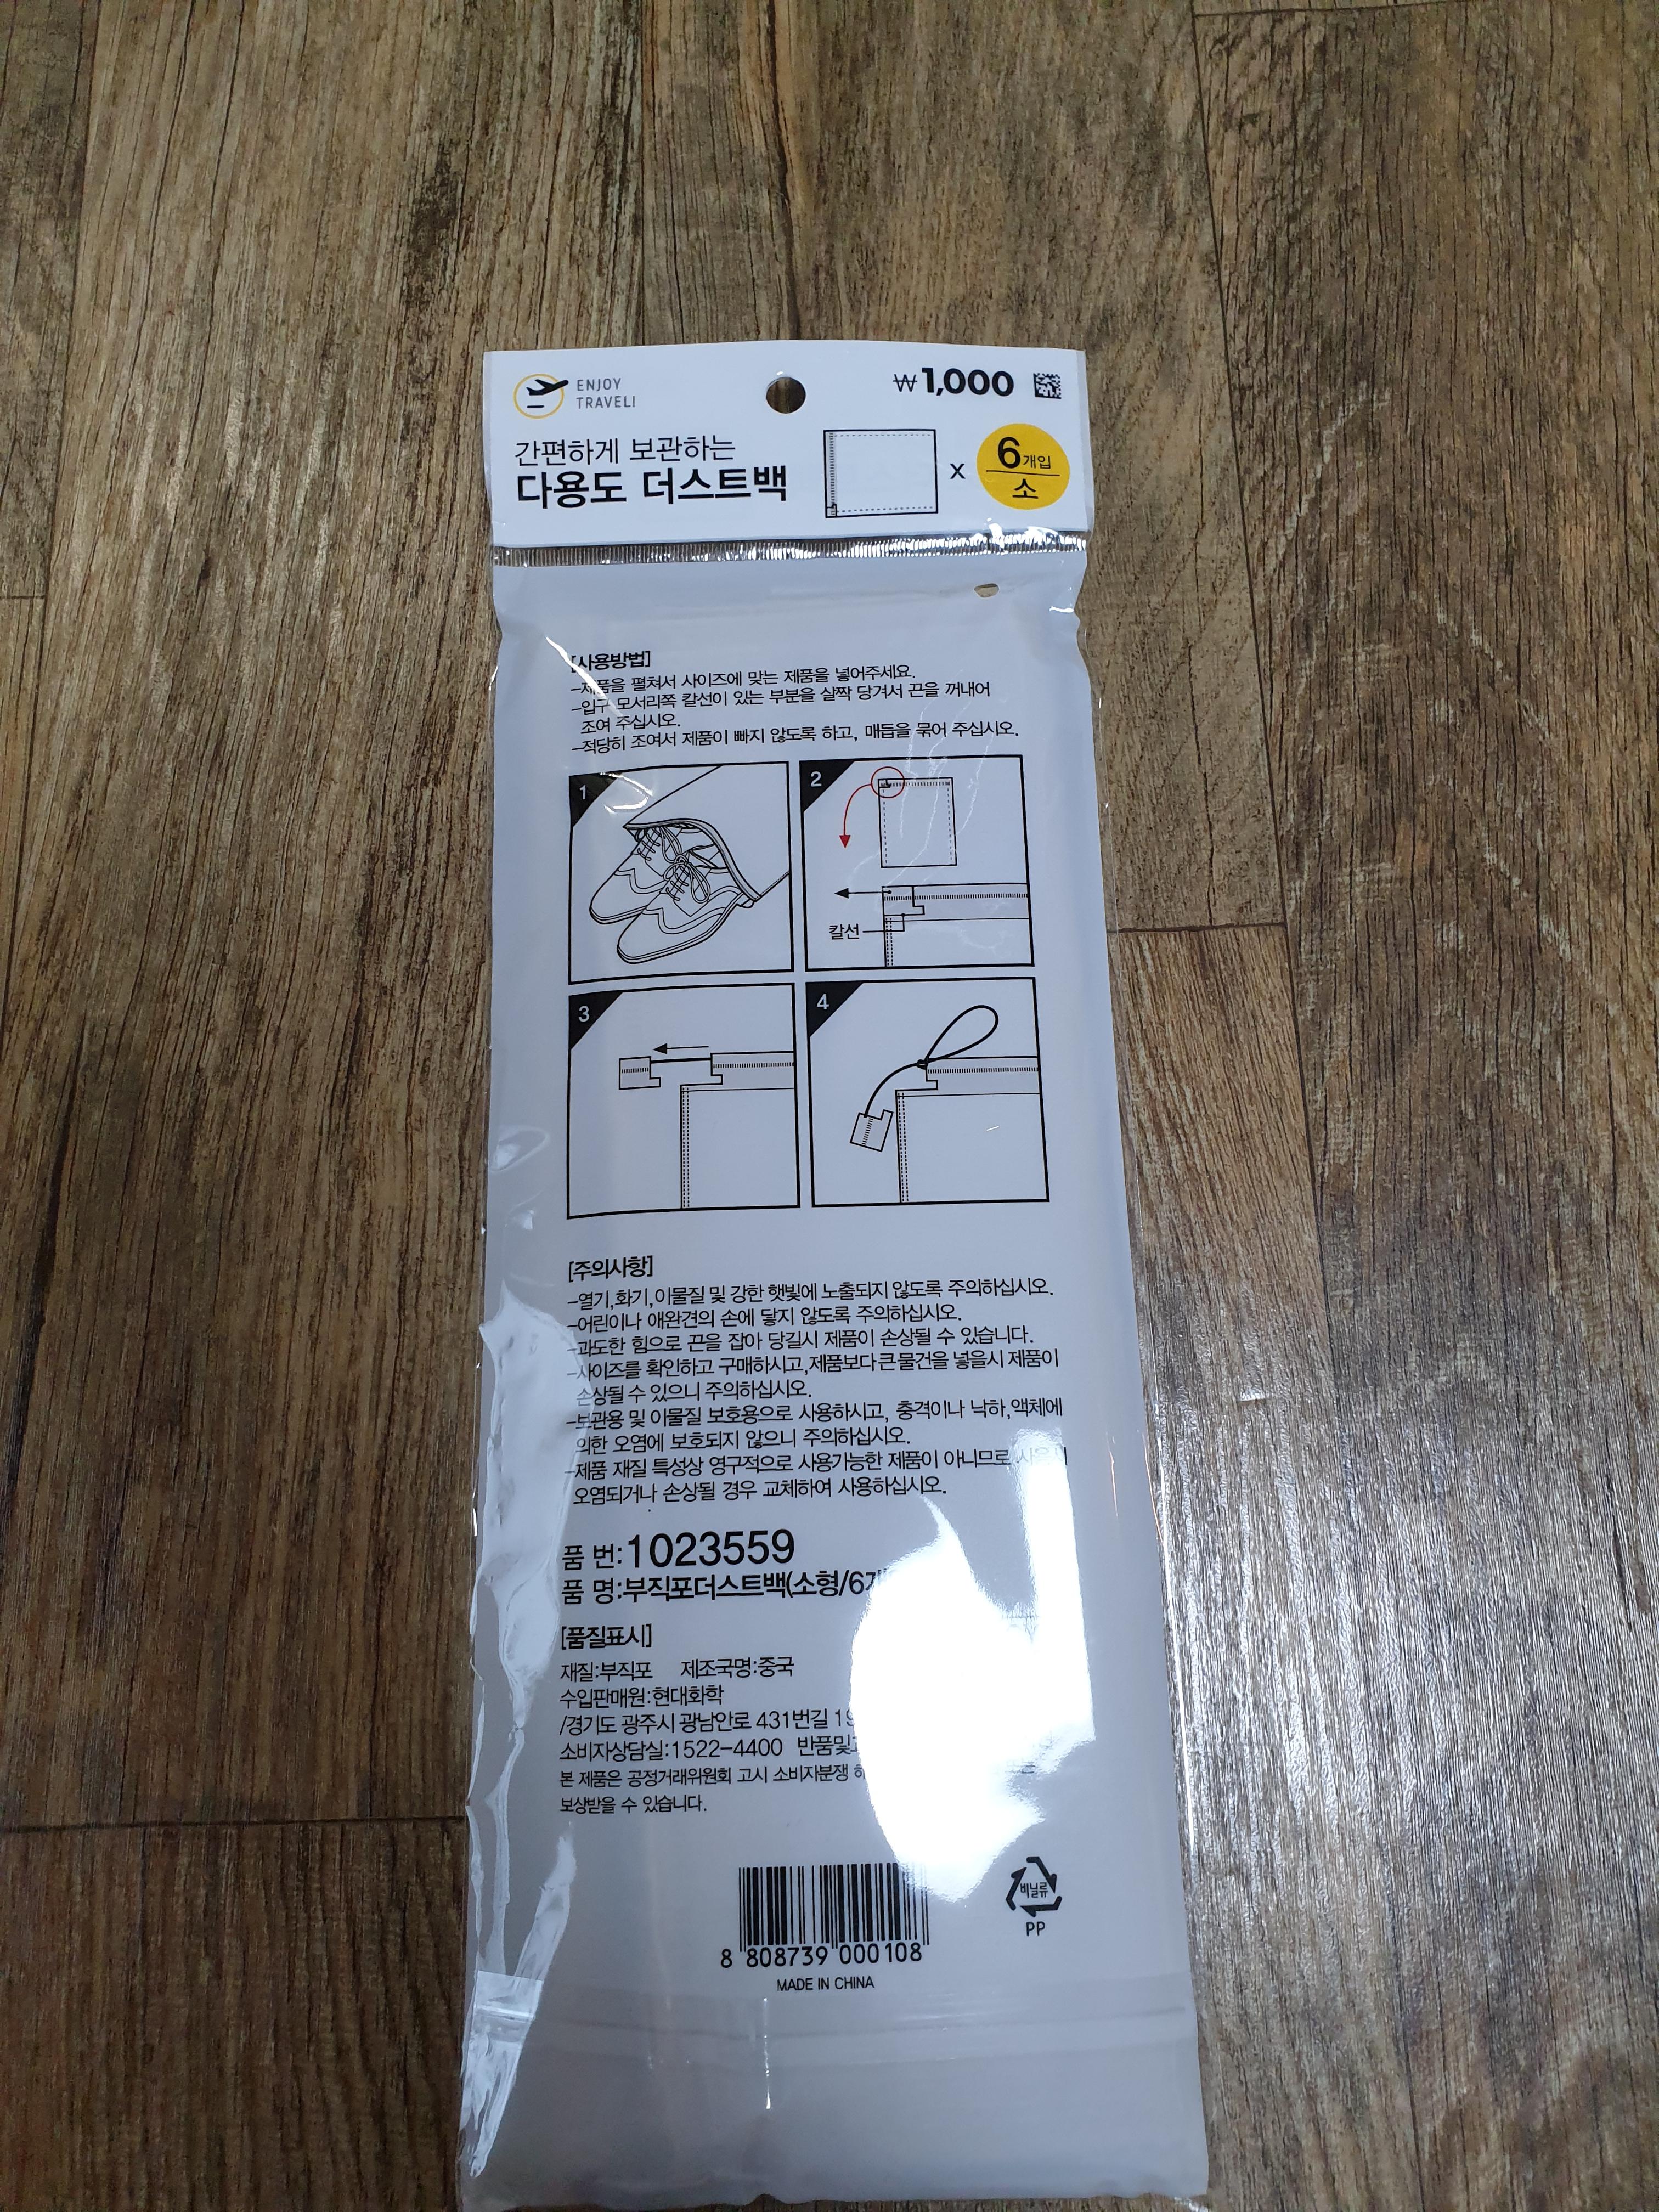 ENJOY
TRAVEL!
₩1,000
간편하게 보관하는
다용도 더스트백
x
6개입
소
[사용방법]
-제품을 펼쳐서 사이즈에 맞는 제품을 넣어주세요.
-입구 모서리쪽 칼선이 있는 부분을 살짝 당겨서 끈을 꺼내어
조여 주십시오.
-적당히 조여서 제품이 빠지 않도록 하고, 매듭을 묶어 주십시오.
1
2
칼선
3
4
[주의사항]
-열기,화기,이물질 및 강한 햇빛에 노출되지 않도록 주의하십시오.
-어린이나 애완견의 손에 닿지 않도록 주의하십시오.
-과도한 힘으로 끈을 잡아 당길시 제품이 손상될 수 있습니다.
-사이즈를 확인하고 구매하시고,제품보다 큰 물건을 넣을시 제품이
손상될 수 있으니 주의하십시오.
-보관용 및 이물질 보호용으로 사용하시고, 충격이나 낙하,액체에
의한 오염에 보호되지 않으니 주의하십시오.
-제품 재질 특성상 영구적으로 사용가능한 제품이 아니므로
오염되거나 손상될 경우 교체하여 사용하십시오.
품 번:1023559
품 명:부직포더스트백(소형/6
[품질표시]
재질:부직포 제조국명:중국
수입판매원:현대화학
/경기도 광주시 광남안로 431번길
소비자상담실:1522-4400 반품및
본 제품은 공정거래위원회 고시 소비자분쟁
보상받을 수 있습니다.
8 808739 000108
MADE IN CHINA
비닐류
PP